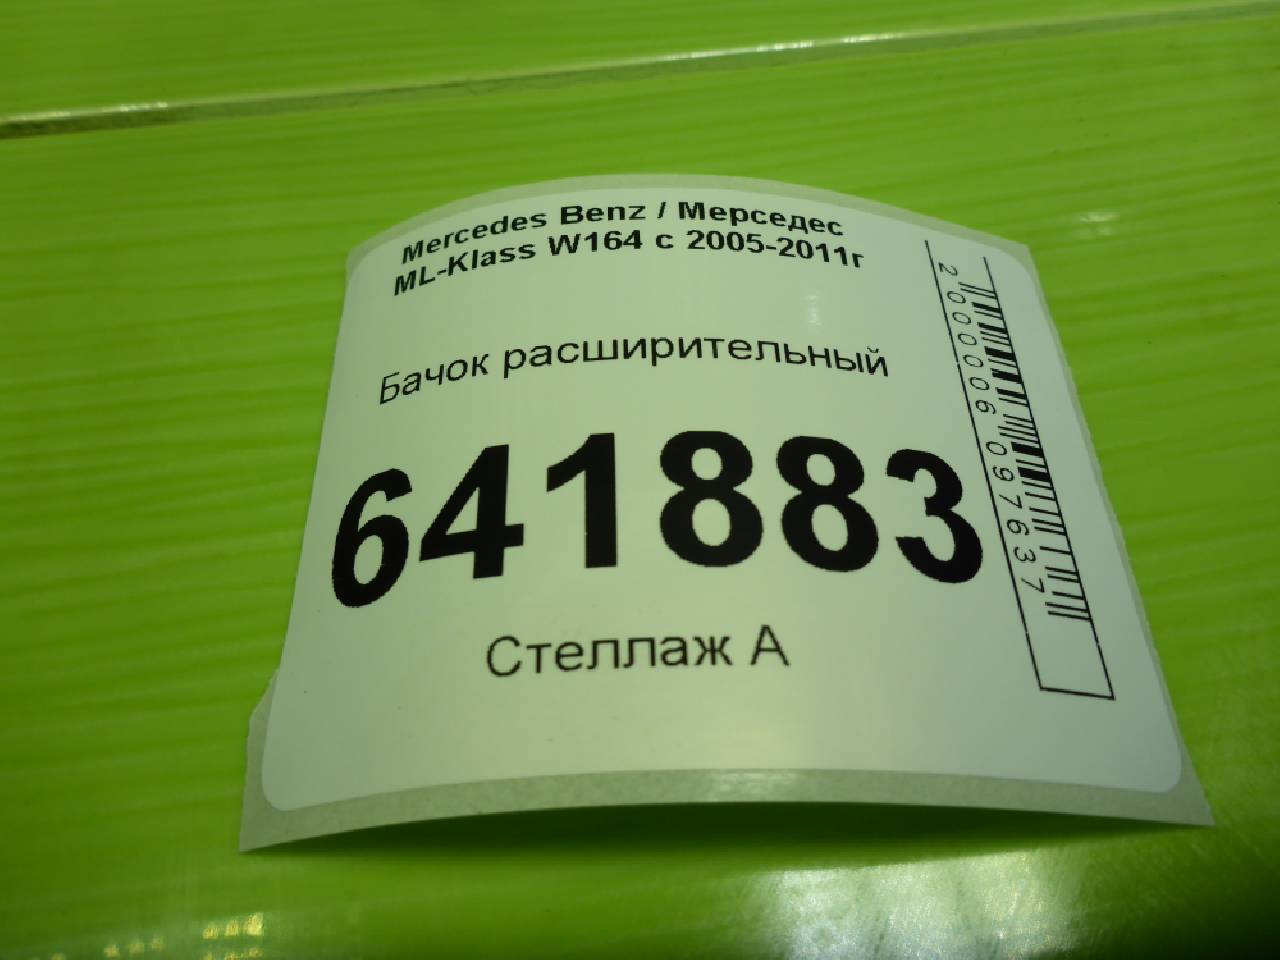 Mercedes Benz / Мерседес
ML-Klass W164 с 2005-2011г
Бачок расширительный
641883
Стеллаж А
2000006097637